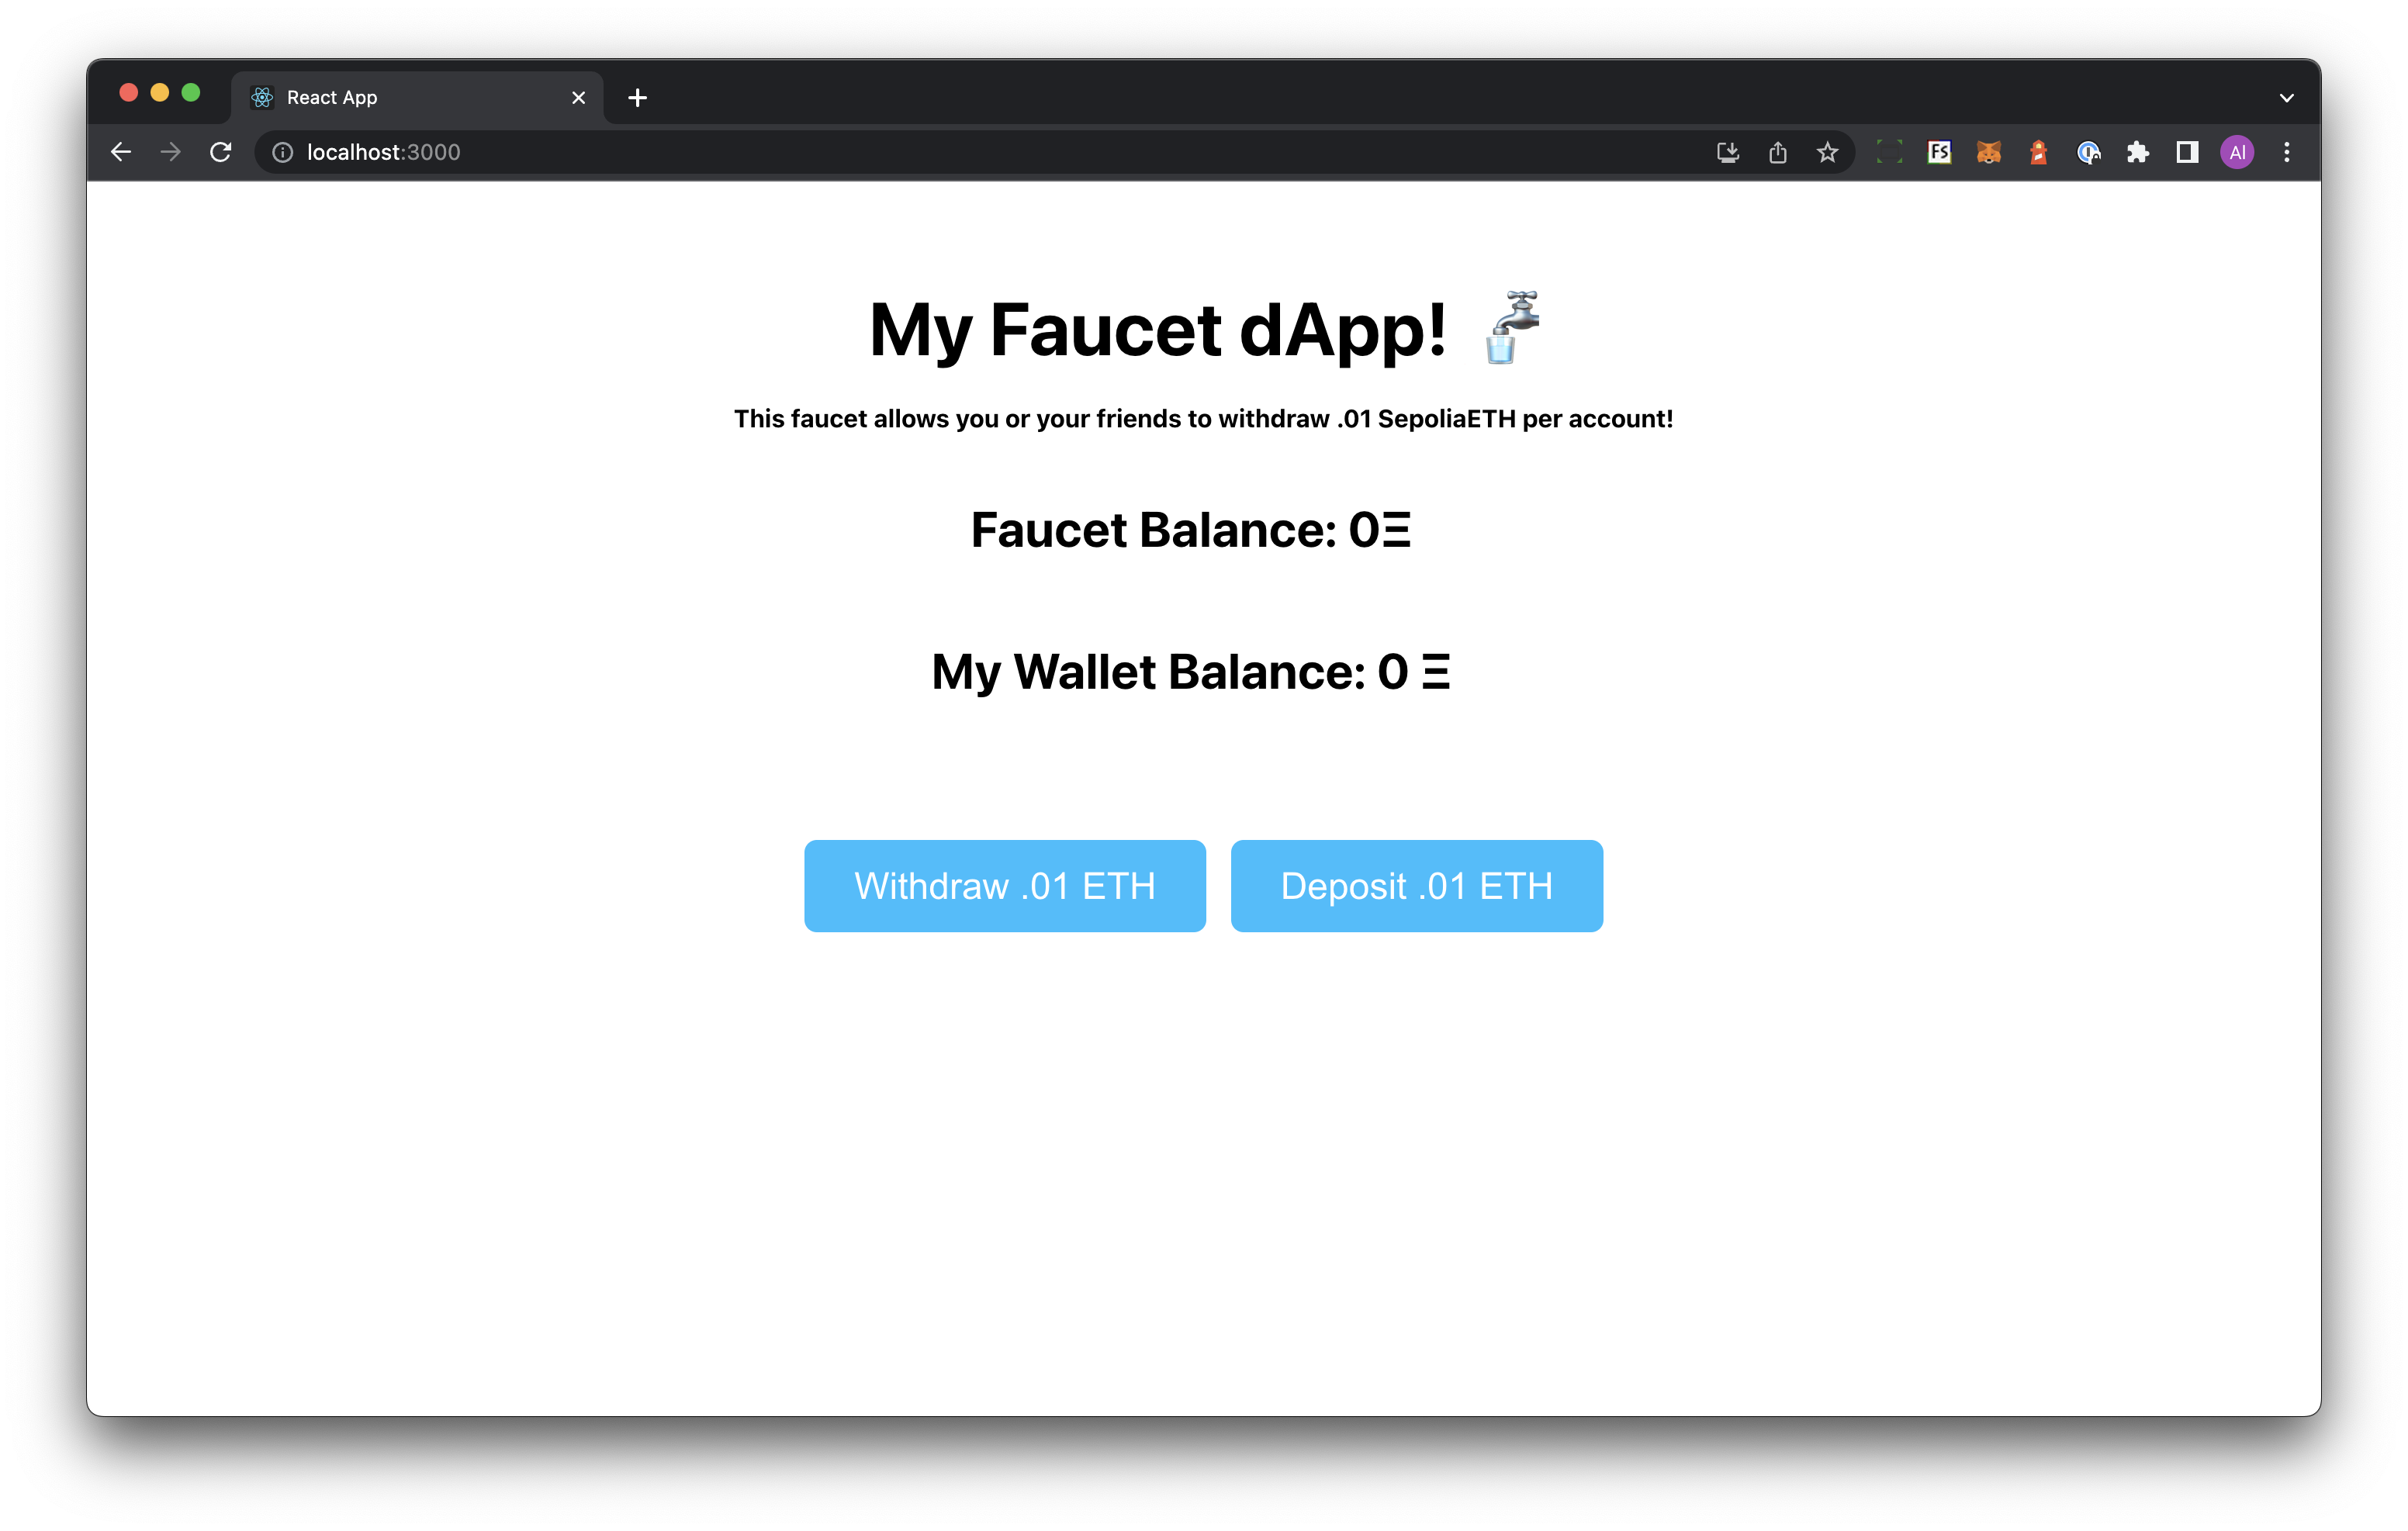 React App
localhost:3000
FS
AI
My Faucet dApp! 🚰
This faucet allows you or your friends to withdraw .01 SepoliaETH per account!
Faucet Balance: 0Ξ
My Wallet Balance: 0 Ξ
Withdraw .01 ETH Deposit .01 ETH